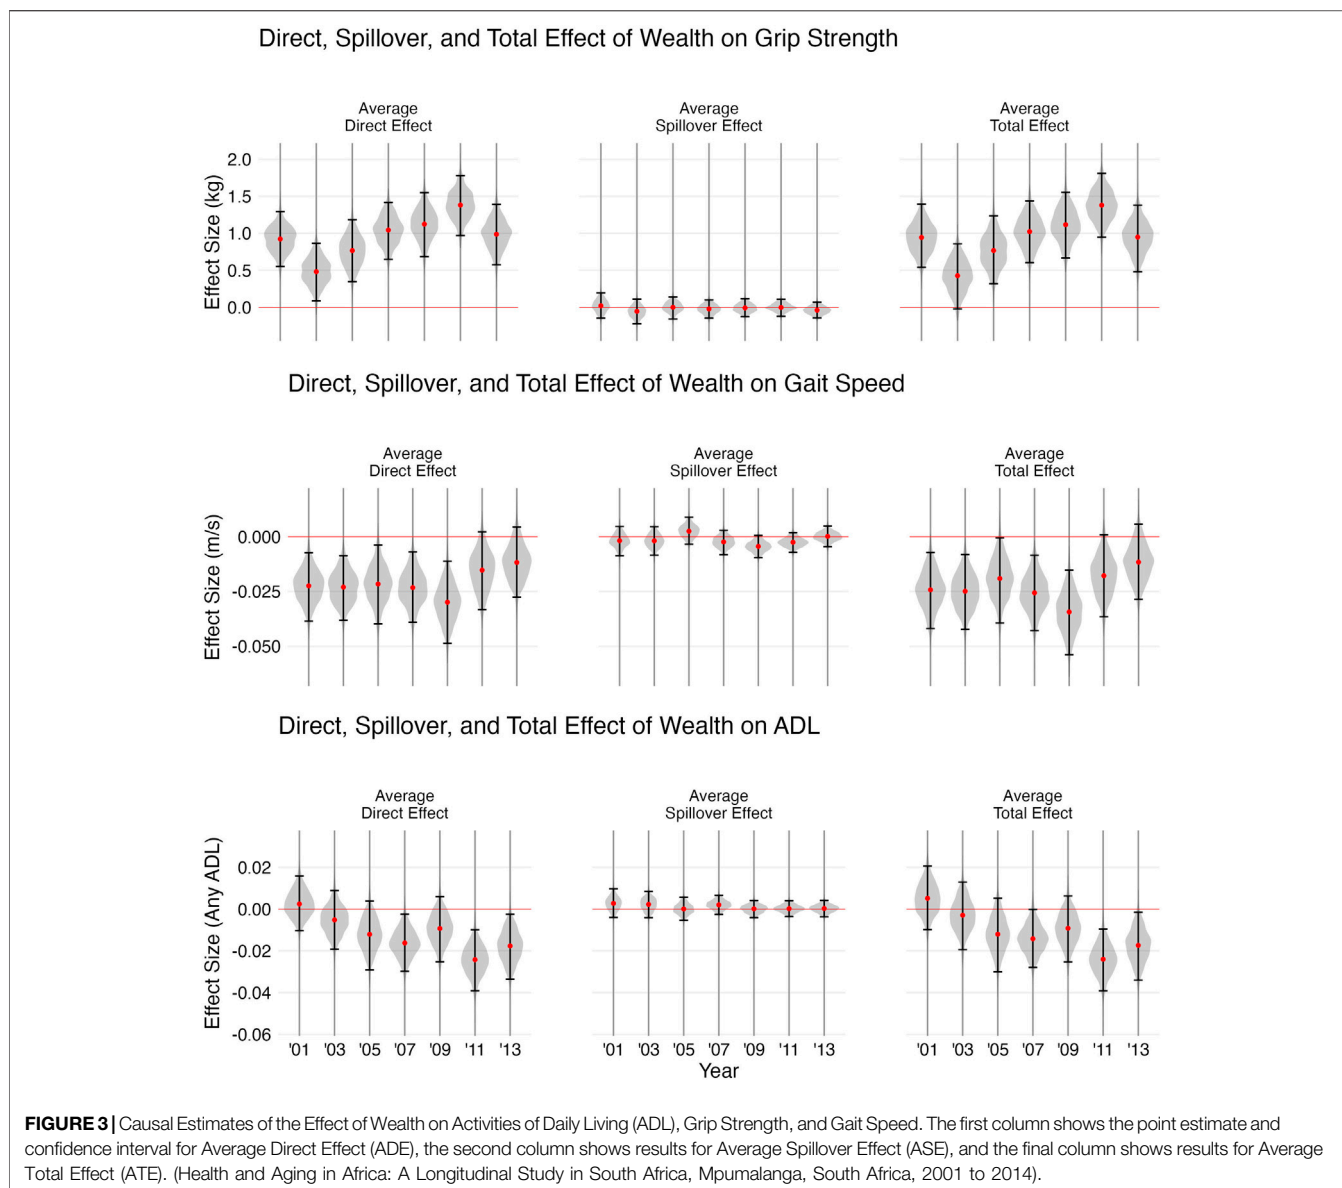 Direct, Spillover, and Total Effect of Wealth on Grip Strength
Average
Direct Effect
Average
Spillover Effect
Average
Total Effect
Effect Size (kg)
2.0
1.5
1.0
0.5
0.0
Direct, Spillover, and Total Effect of Wealth on Gait Speed
Average
Direct Effect
Average
Spillover Effect
Average
Total Effect
Effect Size (m/s)
0.000
-0.025
-0.050
Direct, Spillover, and Total Effect of Wealth on ADL
Average
Direct Effect
Average
Spillover Effect
Average
Total Effect
Effect Size (Any ADL)
0.02
0.00
-0.02
-0.04
-0.06
'01 '03 '05 '07 '09 '11 '13
'01 '03 '05 '07 '09 '11 '13
'01 '03 '05 '07 '09 '11 '13
Year
FIGURE 3 | Causal Estimates of the Effect of Wealth on Activities of Daily Living (ADL), Grip Strength, and Gait Speed. The first column shows the point estimate and
confidence interval for Average Direct Effect (ADE), the second column shows results for Average Spillover Effect (ASE), and the final column shows results for Average
Total Effect (ATE). (Health and Aging in Africa: A Longitudinal Study in South Africa, Mpumalanga, South Africa, 2001 to 2014).